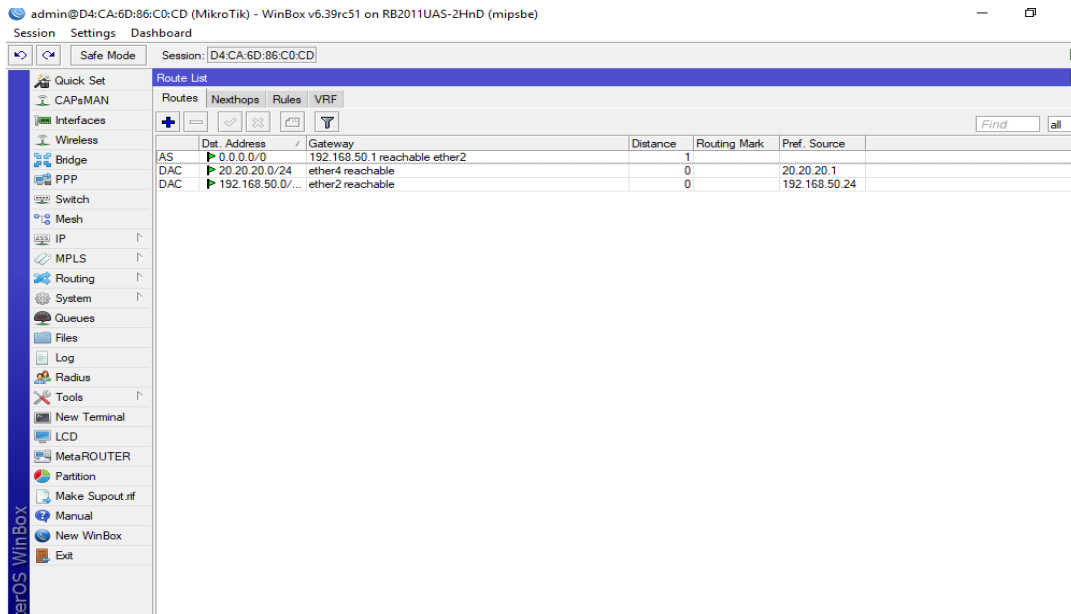 admin@D4:CA:6D:86:C0:CD (MikroTik) - WinBox v6.39rc51 on RB2011UAS-2HnD (mipsbe)
Session Settings Dashboard
Safe Mode Session: D4:CA:6D:86:C0:CD
Quick Set
CAPsMAN
Interfaces
Wireless
Bridge
PPP
Switch
Mesh
IP
MPLS
Routing
System
Queues
Files
Log
Radius
Tools
New Terminal
LCD
MetaROUTER
Partition
Make Supout.rif
Manual
New WinBox
Exit
erOS WinBox
Route List
Routes Nexthops Rules VRF
Find all
Dst. Address / Gateway Distance Routing Mark Pref. Source
AS 0.0.0.0/0 192.168.50.1 reachable ether2 1
DAC 20.20.20.0/24 ether4 reachable 0 20.20.20.1
DAC 192.168.50.0/... ether2 reachable 0 192.168.50.24